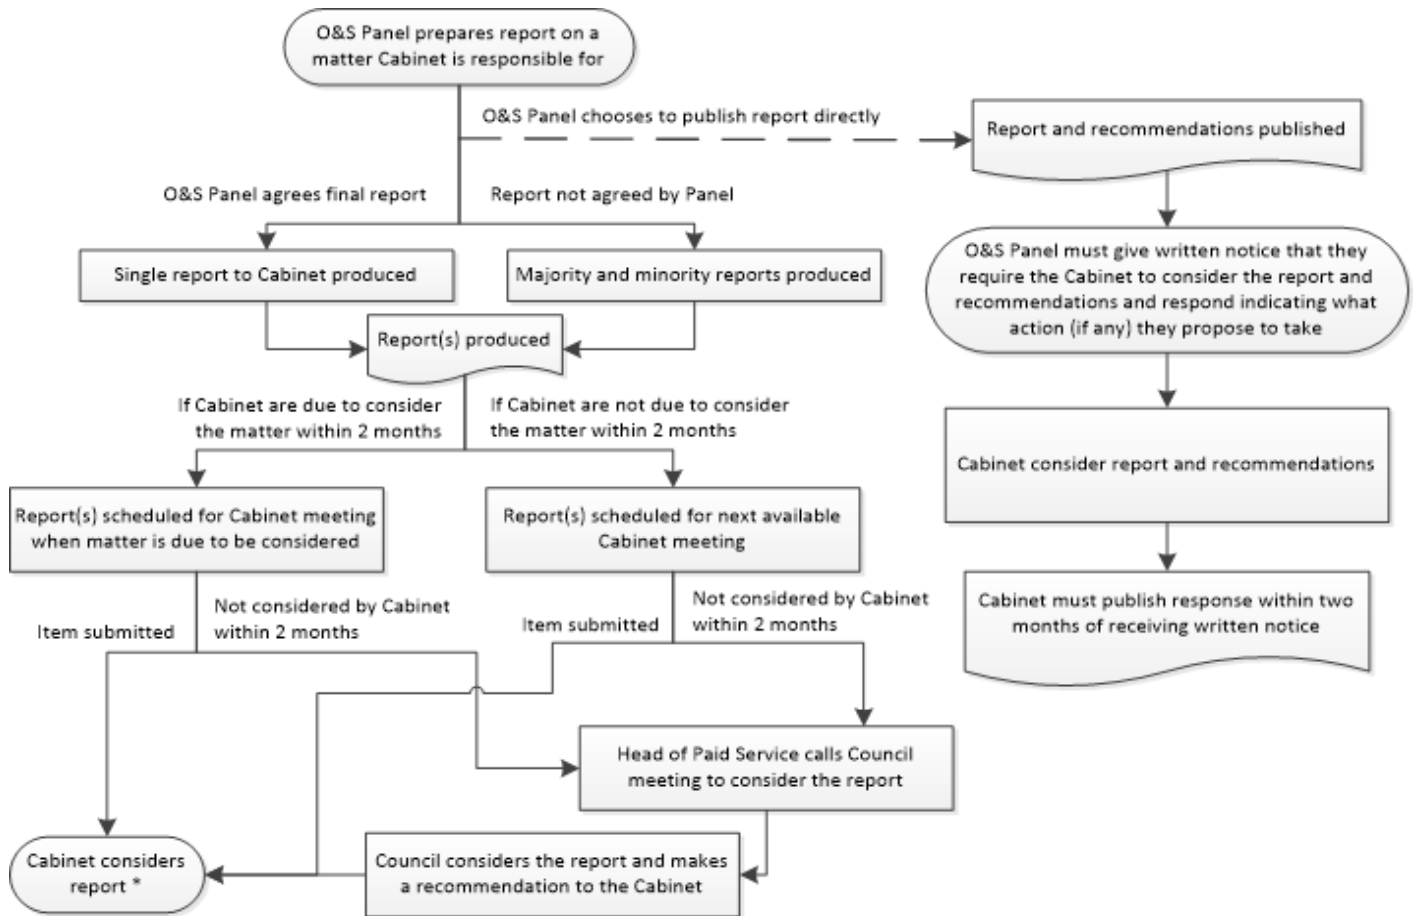 O&S Panel prepares report on a
matter Cabinet is responsible for
O&S Panel chooses to publish report directly
Report and recommendations published
O&S Panel agrees final report
Report not agreed by Panel
Single report to Cabinet produced
Majority and minority reports produced
O&S Panel must give written notice that they
require the Cabinet to consider the report and
recommendations and respond indicating what
action (if any) they propose to take
Report(s) produced
If Cabinet are due to consider
the matter within 2 months
If Cabinet are not due to consider
the matter within 2 months
Cabinet consider report and recommendations
Report(s) scheduled for Cabinet meeting
when matter is due to be considered
Report(s) scheduled for next available
Cabinet meeting
Item submitted
Not considered by Cabinet
within 2 months
Item submitted
Not considered by Cabinet
within 2 months
Cabinet must publish response within two
months of receiving written notice
Head of Paid Service calls Council
meeting to consider the report
Cabinet considers
report *
Council considers the report and makes
a recommendation to the Cabinet